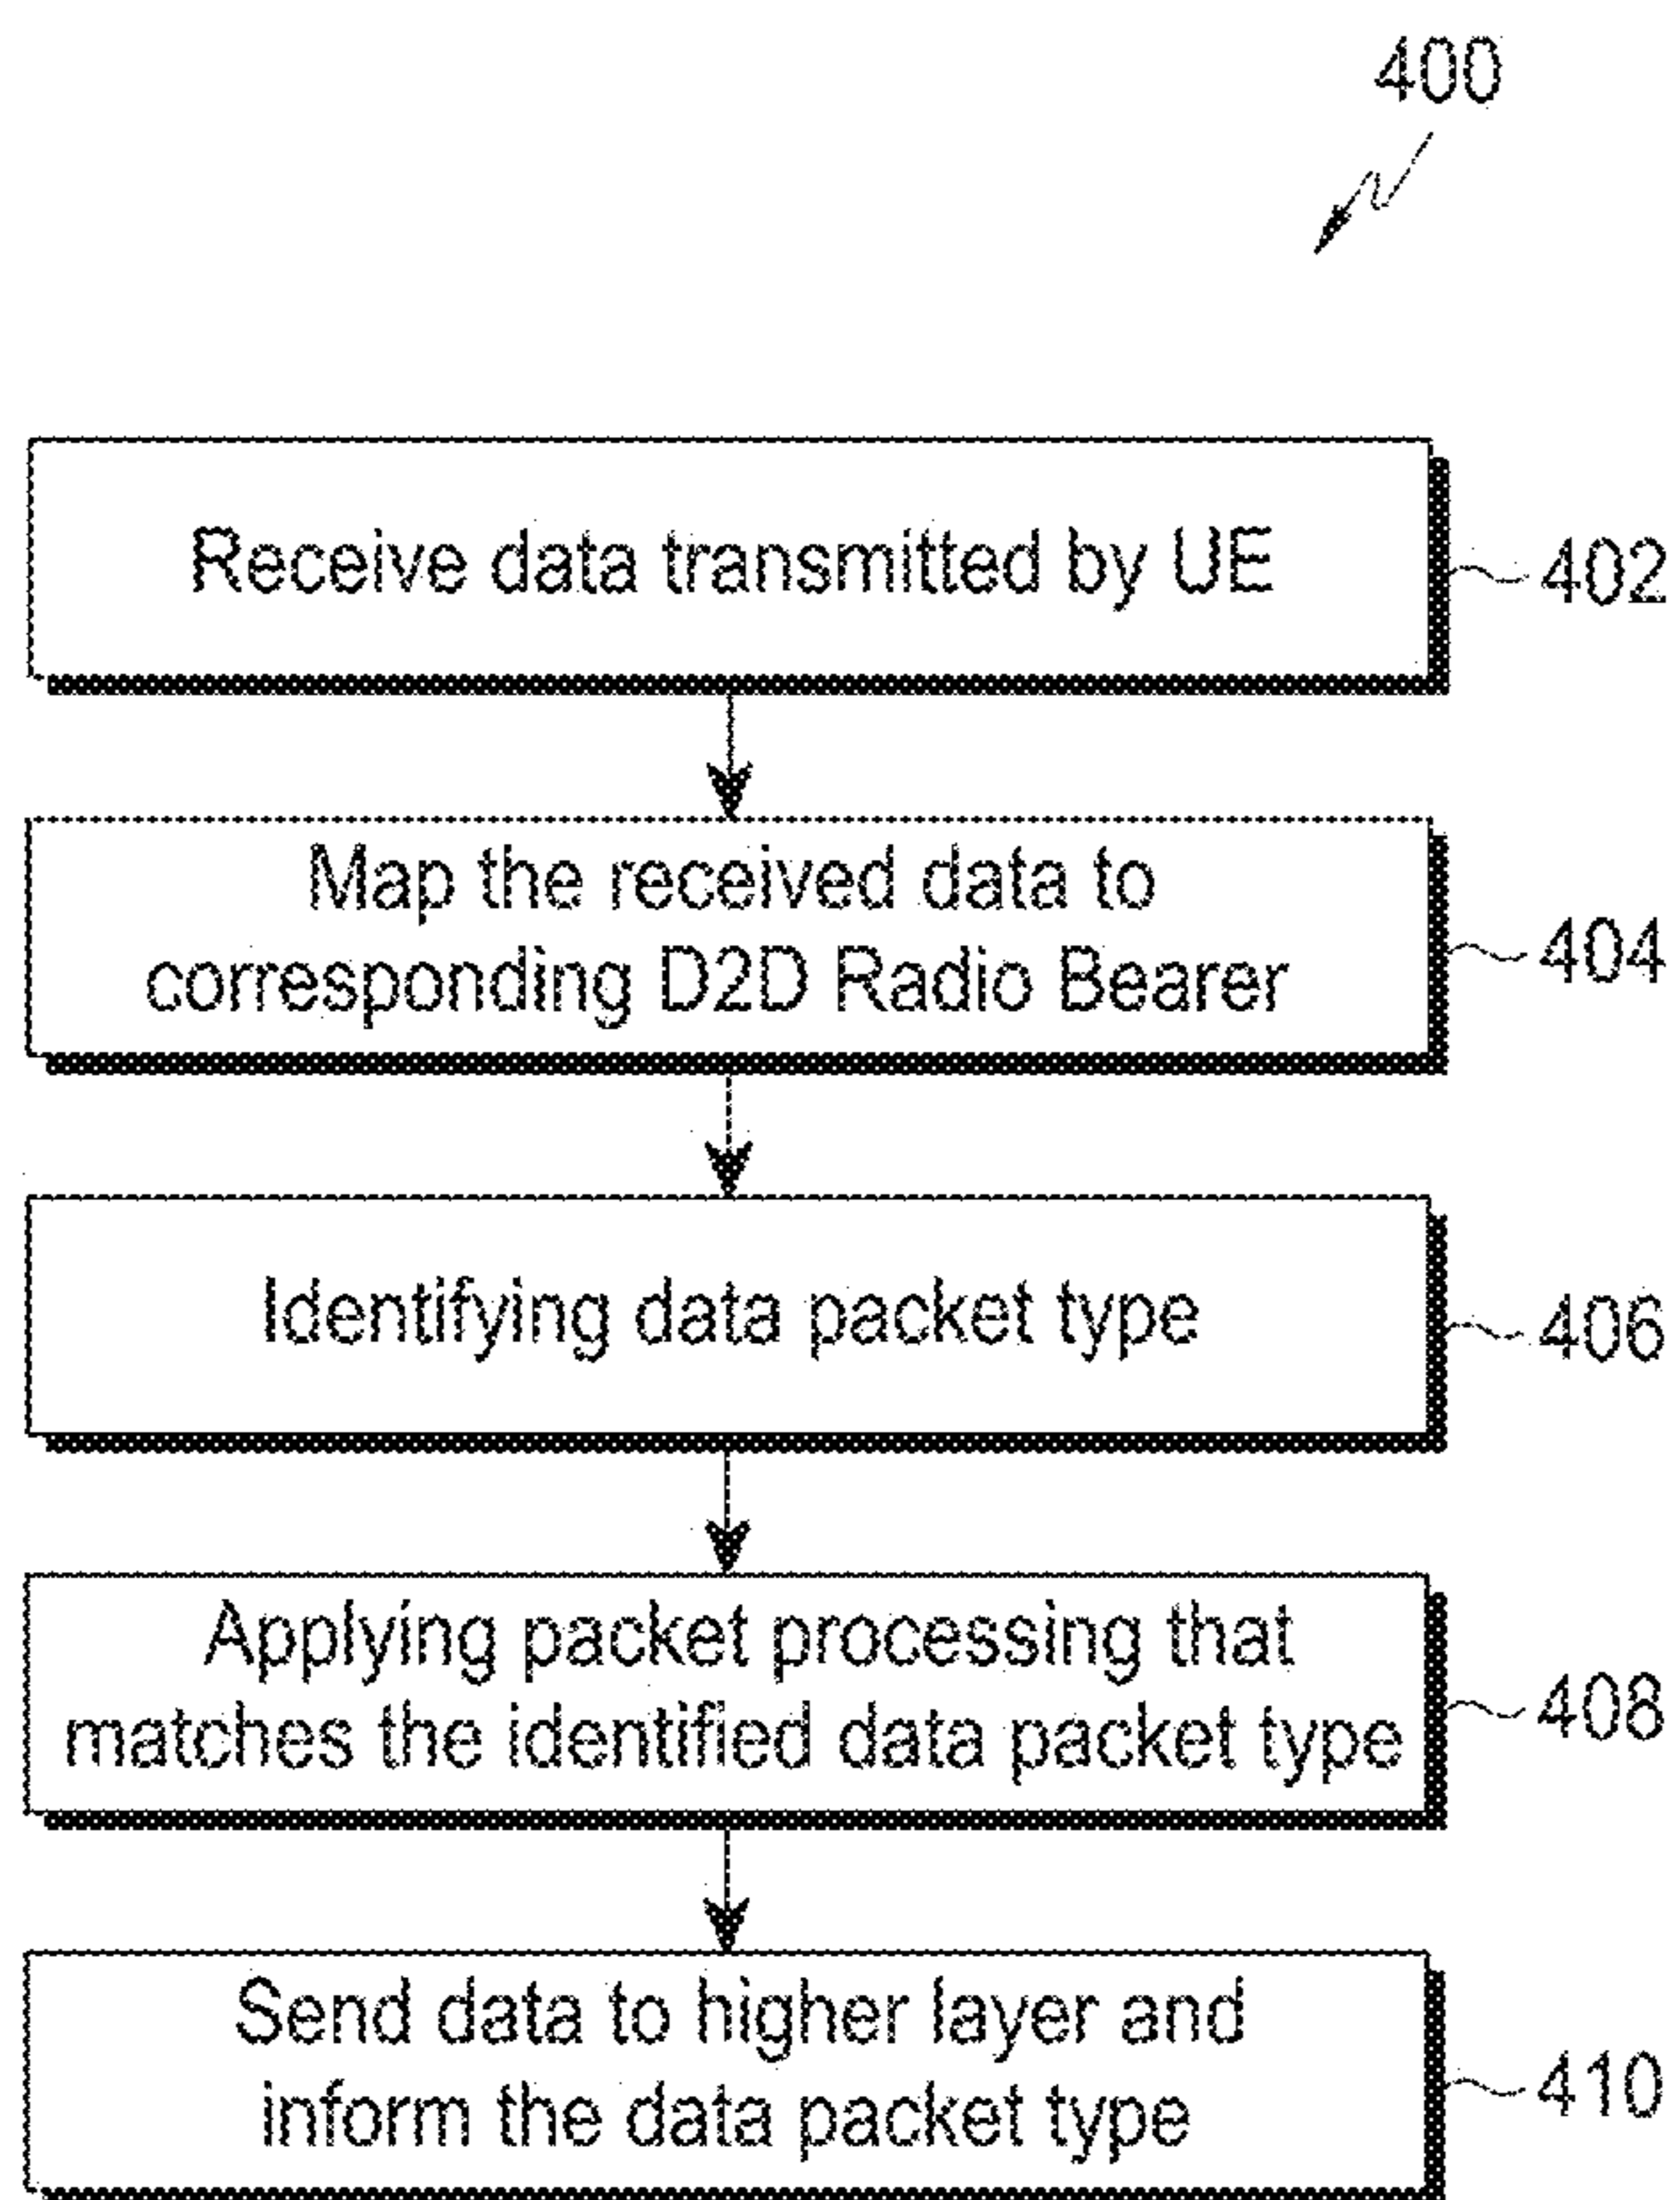 400
Receive data transmitted by UE
402
Map the received data to
corresponding D2D Radio Bearer
404
Identifying data packet type
406
Applying packet processing that
matches the identified data packet type
408
Send data to higher layer and
inform the data packet type
410